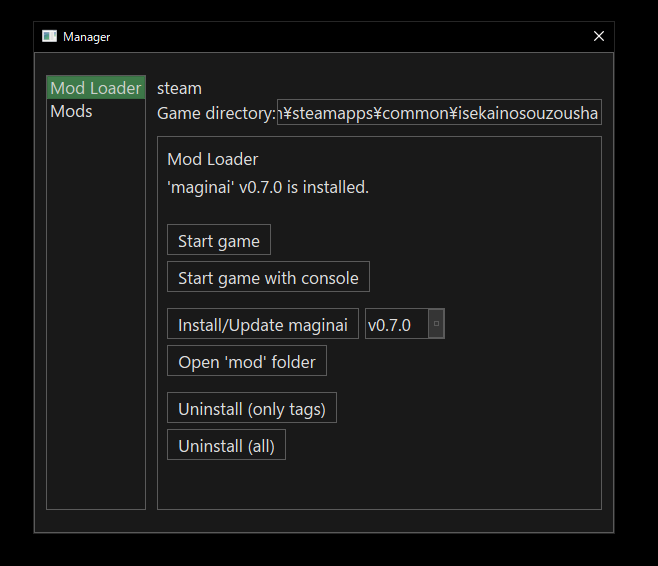 Manager
Mod Loader
Mods
steam
Game directory: ¥steamapps¥common¥isekainosouzousha
Mod Loader
'maginai' v0.7.0 is installed.
Start game
Start game with console
Install/Update maginai v0.7.0
Open 'mod' folder
Uninstall (only tags)
Uninstall (all)